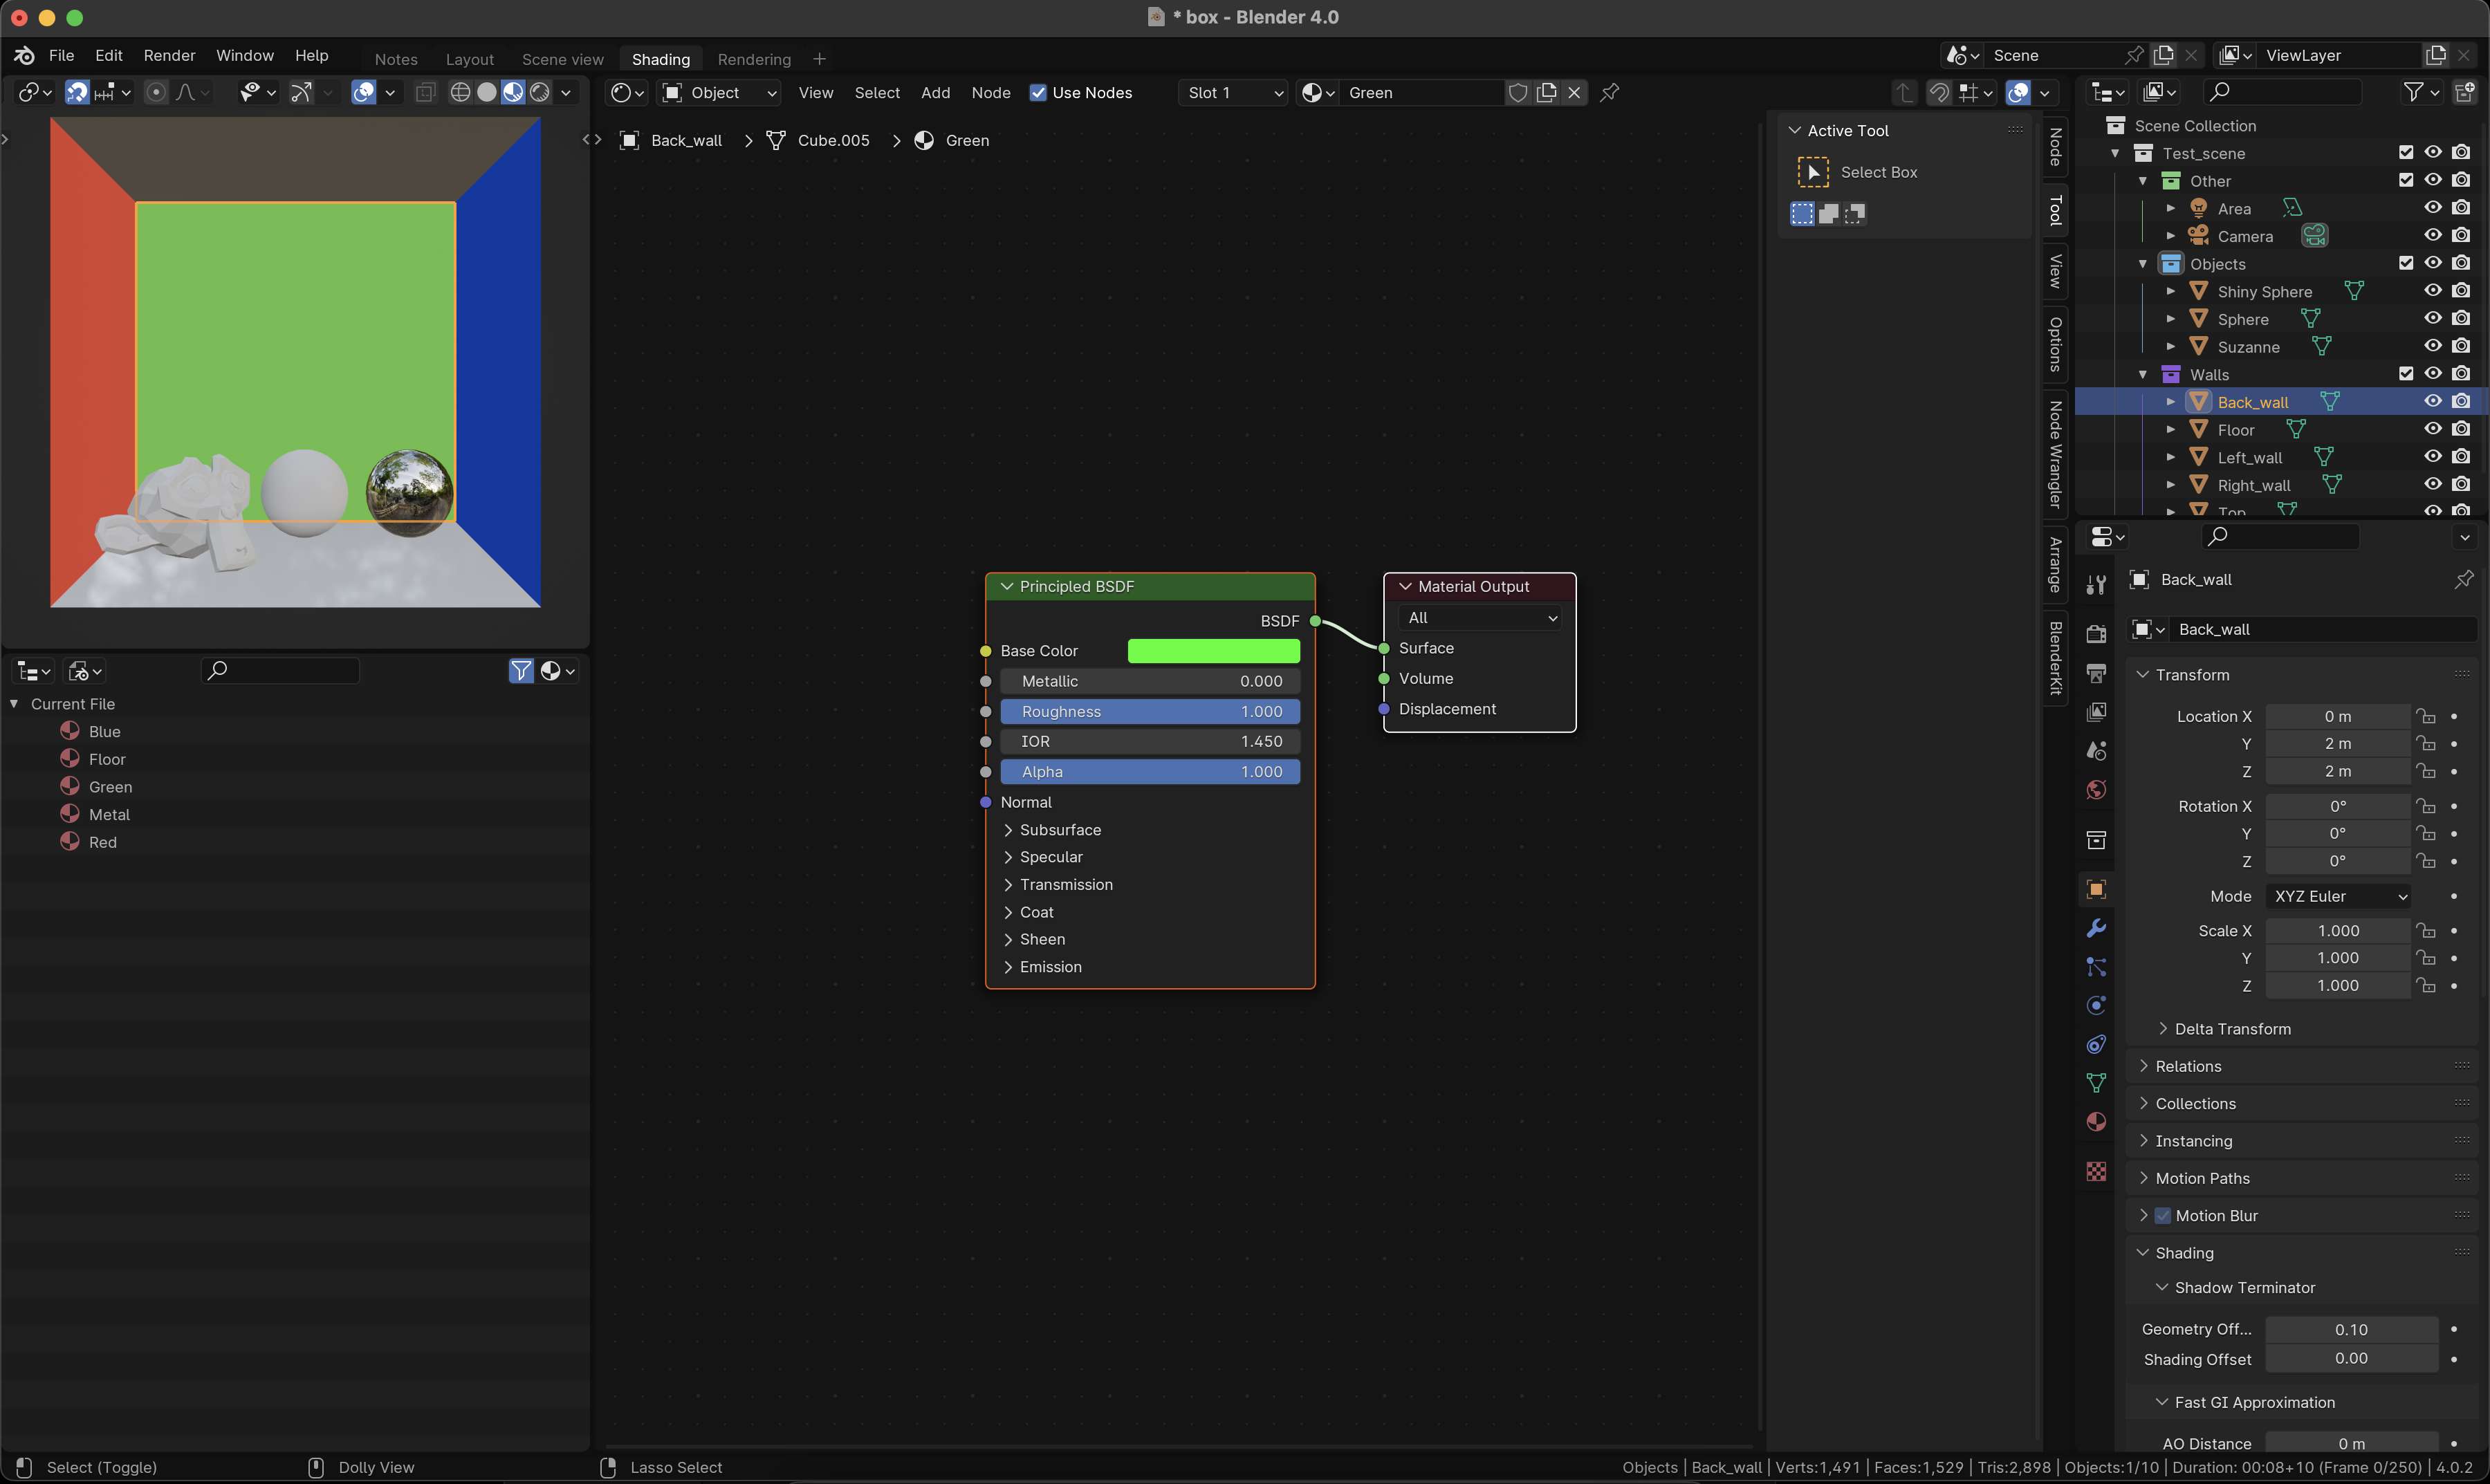 * box - Blender 4.0
File Edit Render Window Help Notes Layout Scene view Shading Rendering
Scene ViewLayer
Object View Select Add Node Use Nodes Slot 1 Green
Back_wall Cube.005 Green
Active Tool
Select Box
Node
Tool
View
Options
Node Wrangler
Arrange
BlenderKit
Principled BSDF
BSDF
Base Color
Metallic 0.000
Roughness 1.000
IOR 1.450
Alpha 1.000
Normal
Subsurface
Specular
Transmission
Coat
Sheen
Emission
Material Output
All
Surface
Volume
Displacement
Current File
Blue
Floor
Green
Metal
Red
Scene Collection
Test_scene
Other
Area
Camera
Objects
Shiny Sphere
Sphere
Suzanne
Walls
Back_wall
Floor
Left_wall
Right_wall
Top
Back_wall
Back_wall
Transform
Location X 0 m
Y 2 m
Z 2 m
Rotation X 0°
Y 0°
Z 0°
Mode XYZ Euler
Scale X 1.000
Y 1.000
Z 1.000
Delta Transform
Relations
Collections
Instancing
Motion Paths
Motion Blur
Shading
Shadow Terminator
Geometry Off... 0.10
Shading Offset 0.00
Fast GI Approximation
AO Distance 0 m
Select (Toggle) Dolly View Lasso Select
Objects | Back_wall | Verts:1,491 | Faces:1,529 | Tris:2,898 | Objects:1/10 | Duration: 00:08+10 (Frame 0/250) | 4.0.2